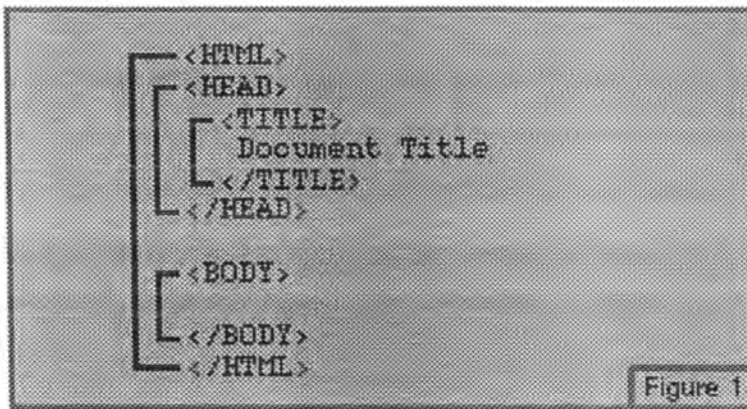 <HTML>
<HEAD>
<TITLE>
Document Title
</TITLE>
</HEAD>
<BODY>
</BODY>
</HTML>
Figure 1